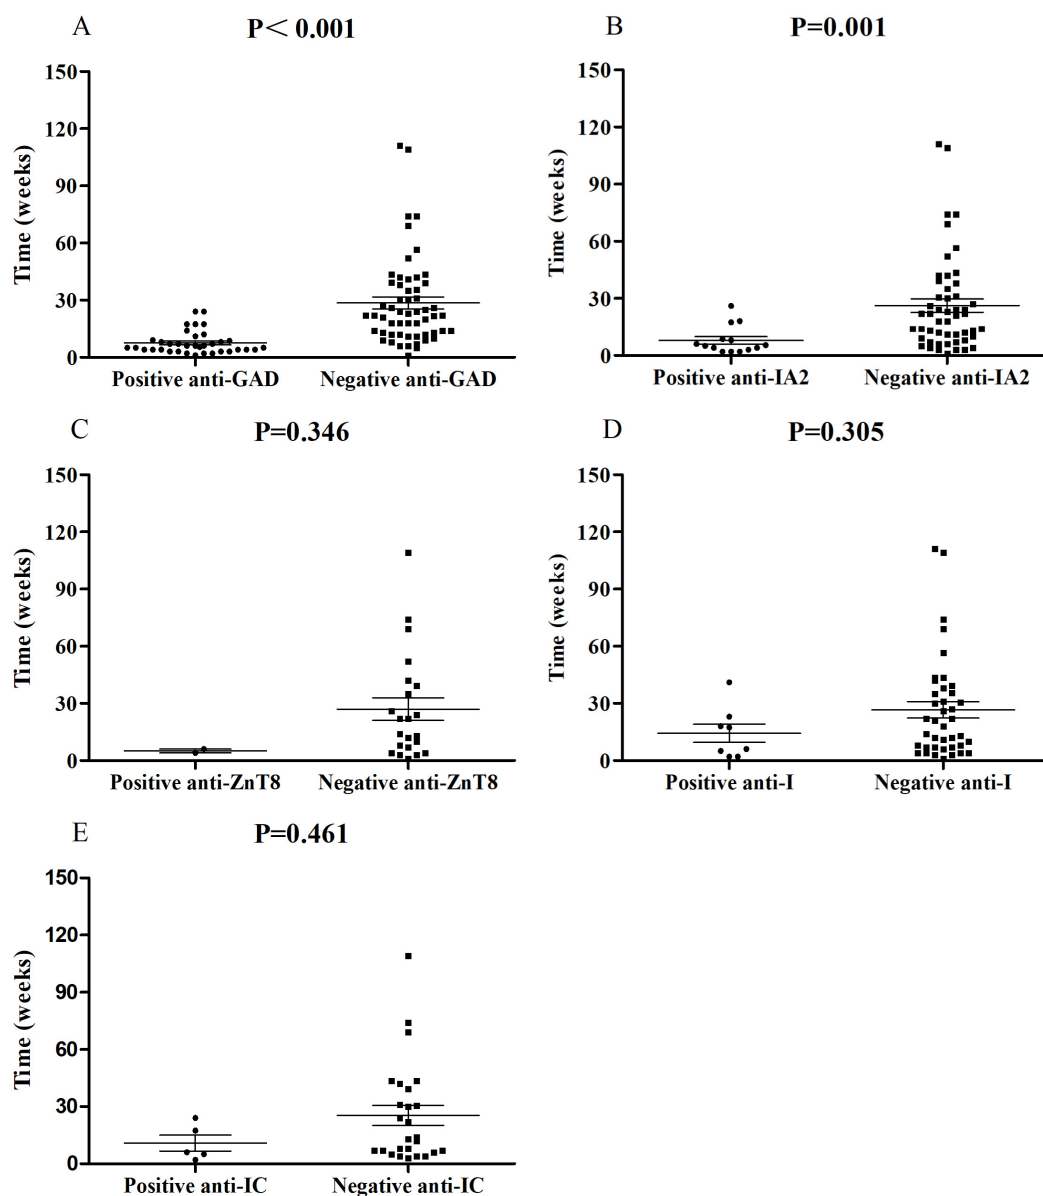 A
P< 0.001
Time (weeks)
150
120
90
60
30
0
Positive anti-GAD
Negative anti-GAD
B
P=0.001
Time (weeks)
150
120
90
60
30
0
Positive anti-IA2
Negative anti-IA2
C
P=0.346
Time (weeks)
150
120
90
60
30
0
Positive anti-ZnT8
Negative anti-ZnT8
D
P=0.305
Time (weeks)
150
120
90
60
30
0
Positive anti-I
Negative anti-I
E
P=0.461
Time (weeks)
150
120
90
60
30
0
Positive anti-IC
Negative anti-IC